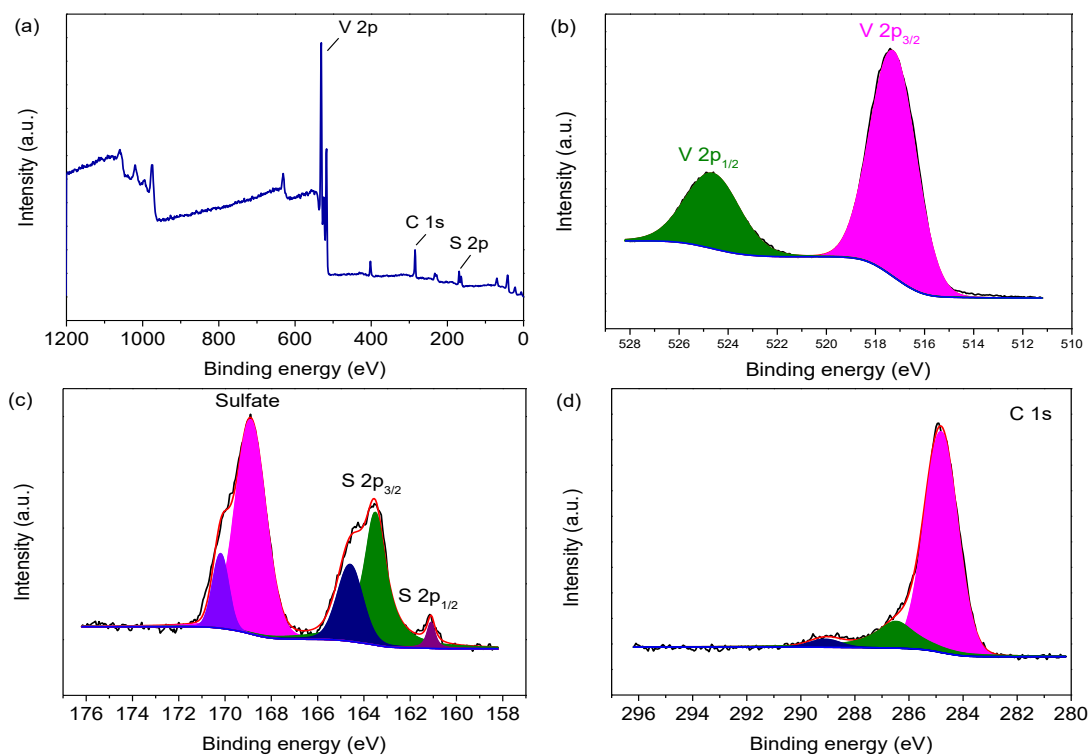 (a)
V 2p
C 1s
S 2p
Intensity (a.u.)
1200 1000 800 600 400 200 0
Binding energy (eV)
(b)
V 2p3/2
V 2p1/2
Intensity (a.u.)
528 526 524 522 520 518 516 514 512 510
Binding energy (eV)
(c)
Sulfate
S 2p3/2
S 2p1/2
Intensity (a.u.)
176 174 172 170 168 166 164 162 160 158
Binding energy (eV)
(d)
C 1s
Intensity (a.u.)
296 294 292 290 288 286 284 282 280
Binding energy (eV)